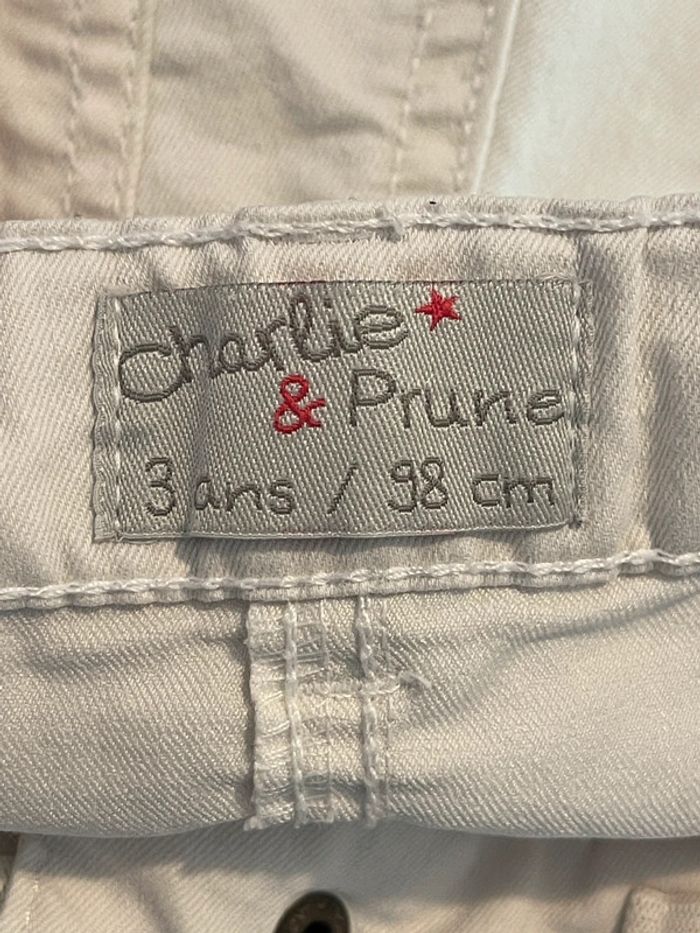 Charlie
& Prune
3 ans / 98 cm